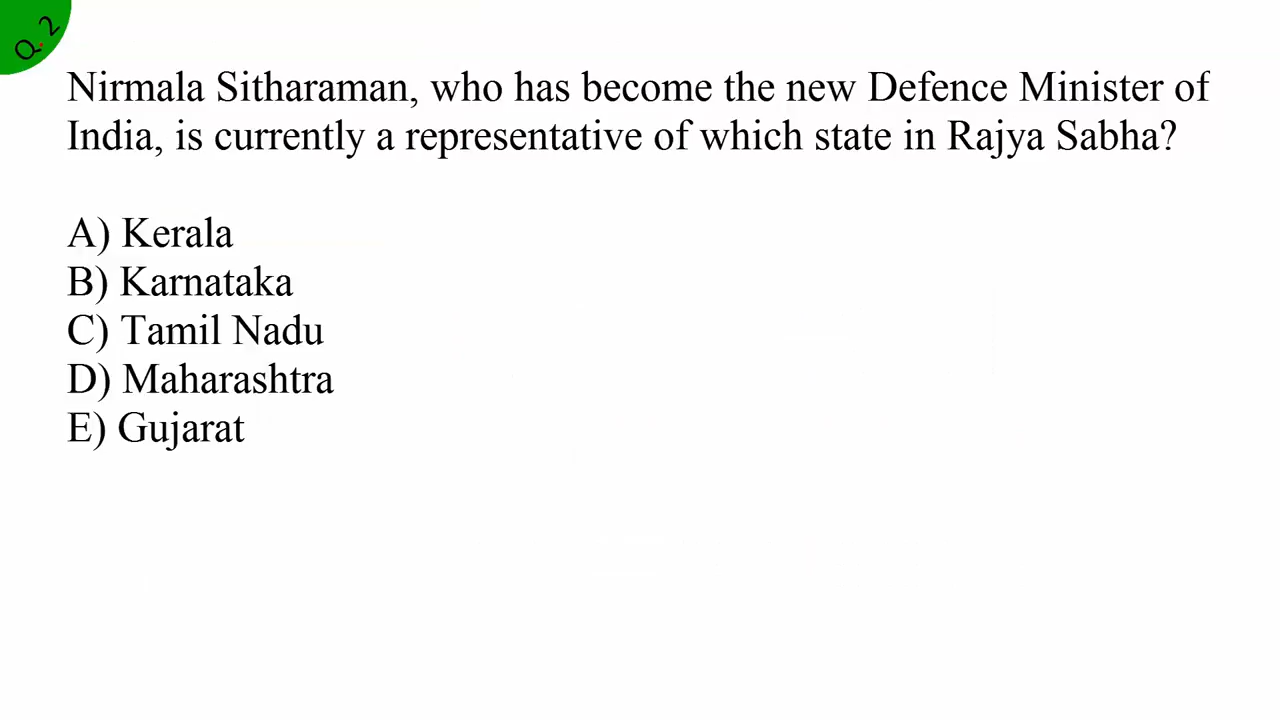 Q.2
Nirmala Sitharaman, who has become the new Defence Minister of
India, is currently a representative of which state in Rajya Sabha?
A) Kerala
B) Karnataka
C) Tamil Nadu
D) Maharashtra
E) Gujarat